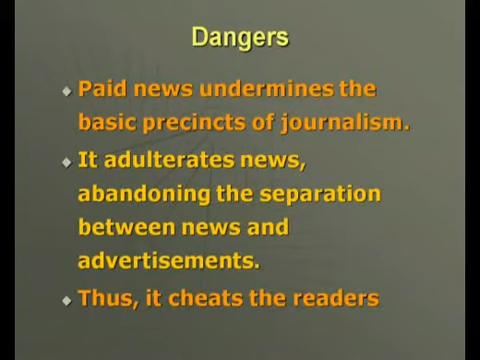 Dangers
Paid news undermines the
basic precincts of journalism.
It adulterates news,
abandoning the separation
between news and
advertisements.
Thus, it cheats the readers